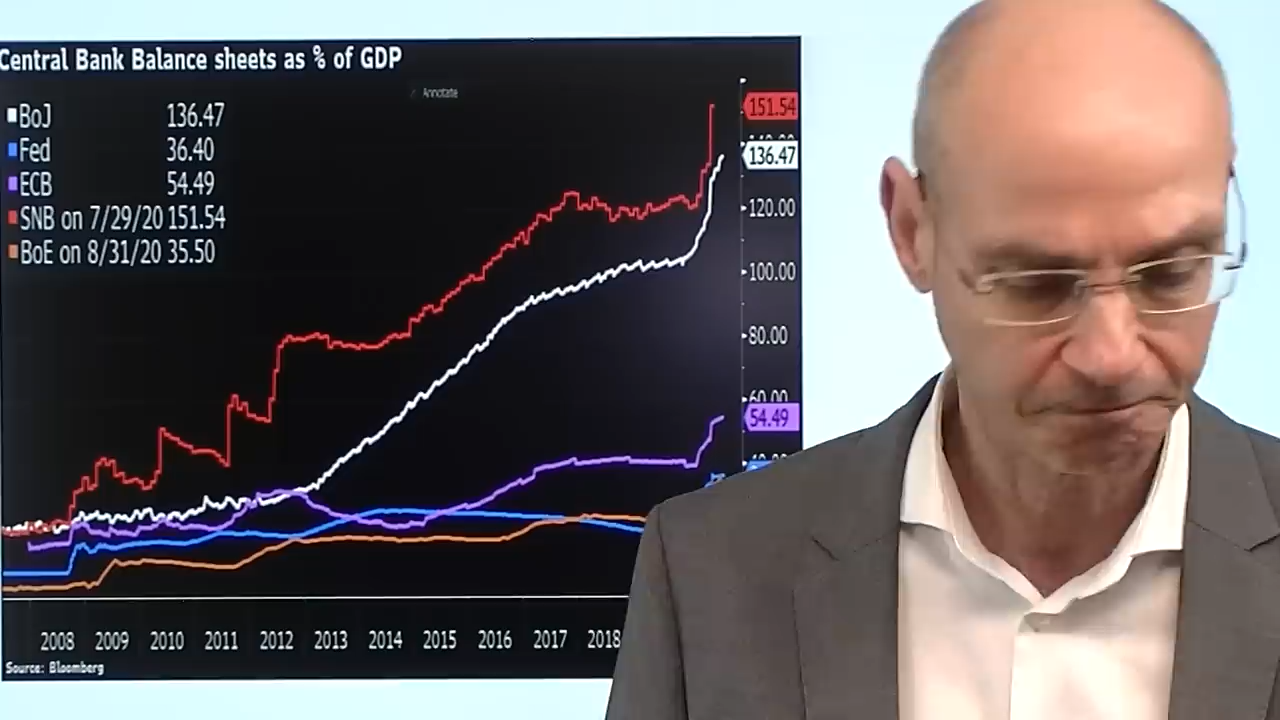 Central Bank Balance sheets as % of GDP
Annotate
BoJ 136.47
Fed 36.40
ECB 54.49
SNB on 7/29/20 151.54
BoE on 8/31/20 35.50
151.54
136.47
120.00
100.00
80.00
60.00
54.49
2008 2009 2010 2011 2012 2013 2014 2015 2016 2017 2018
Source: Bloomberg